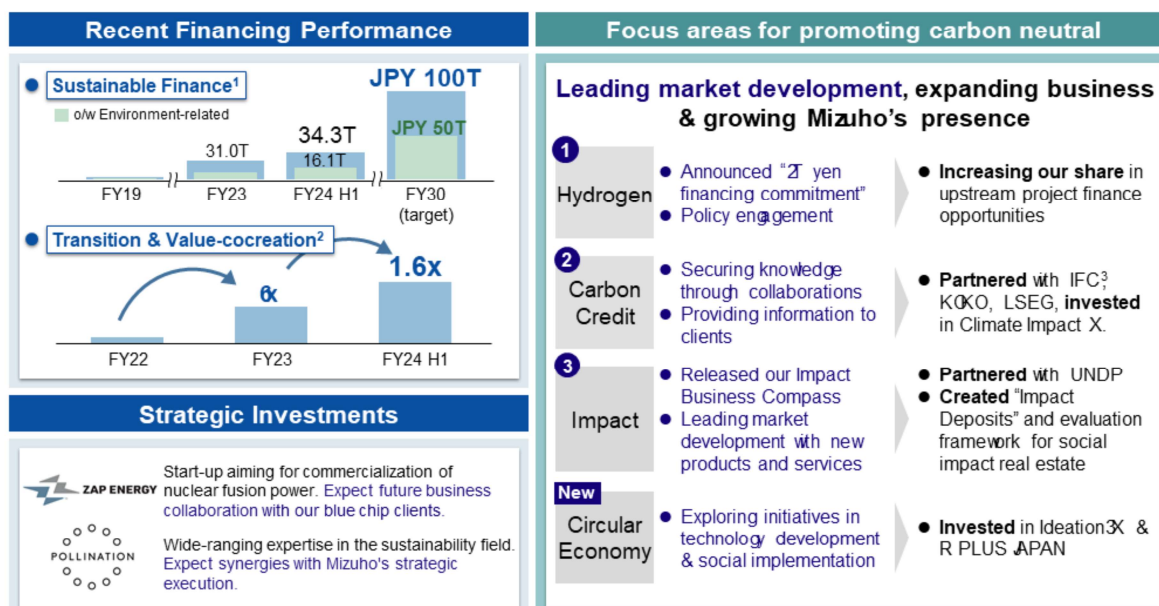 Recent Financing Performance
Sustainable Finance1
o/w Environment-related
JPY 100T
JPY 50T
34.3T
31.0T
16.1T
FY19
FY23
FY24 H1
FY30
(target)
Transition & Value-cocreation2
6x
1.6x
FY22
FY23
FY24 H1
Strategic Investments
ZAP ENERGY
Start-up aiming for commercialization of
nuclear fusion power. Expect future business
collaboration with our blue chip clients.
POLLINATION
Wide-ranging expertise in the sustainability field.
Expect synergies with Mizuho's strategic
execution.
Focus areas for promoting carbon neutral
Leading market development, expanding business
& growing Mizuho's presence
1
Hydrogen
Announced "2T yen
financing commitment"
Policy engagement
Increasing our share in
upstream project finance
opportunities
2
Carbon
Credit
Securing knowledge
through collaborations
Providing information to
clients
Partnered with IFC3,
KOKO, LSEG, invested
in Climate Impact X.
3
Impact
Released our Impact
Business Compass
Leading market
development with new
products and services
Partnered with UNDP
Created "Impact
Deposits" and evaluation
framework for social
impact real estate
New
Circular
Economy
Exploring initiatives in
technology development
& social implementation
Invested in Ideation3X &
R PLUS JAPAN